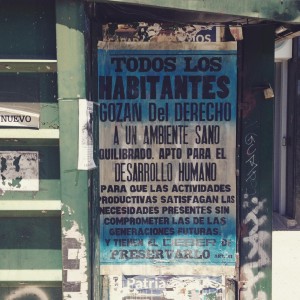 TODOS LOS
HABITANTES
GOZAN Del DERECHO
A UN AMBIENTE SANO
QUILIBRADO. APTO PARA EL
DESARROLLO HUMANO
PARA QUE LAS ACTIVIDADES
PRODUCTIVAS SATISFAGAN LAS
NECESIDADES PRESENTES SIN
COMPROMETER LAS DE LAS
GENERACIONES FUTURAS
Y TIENEN EL DEBER DE
PRESERVARLO
NUEVO
Patria